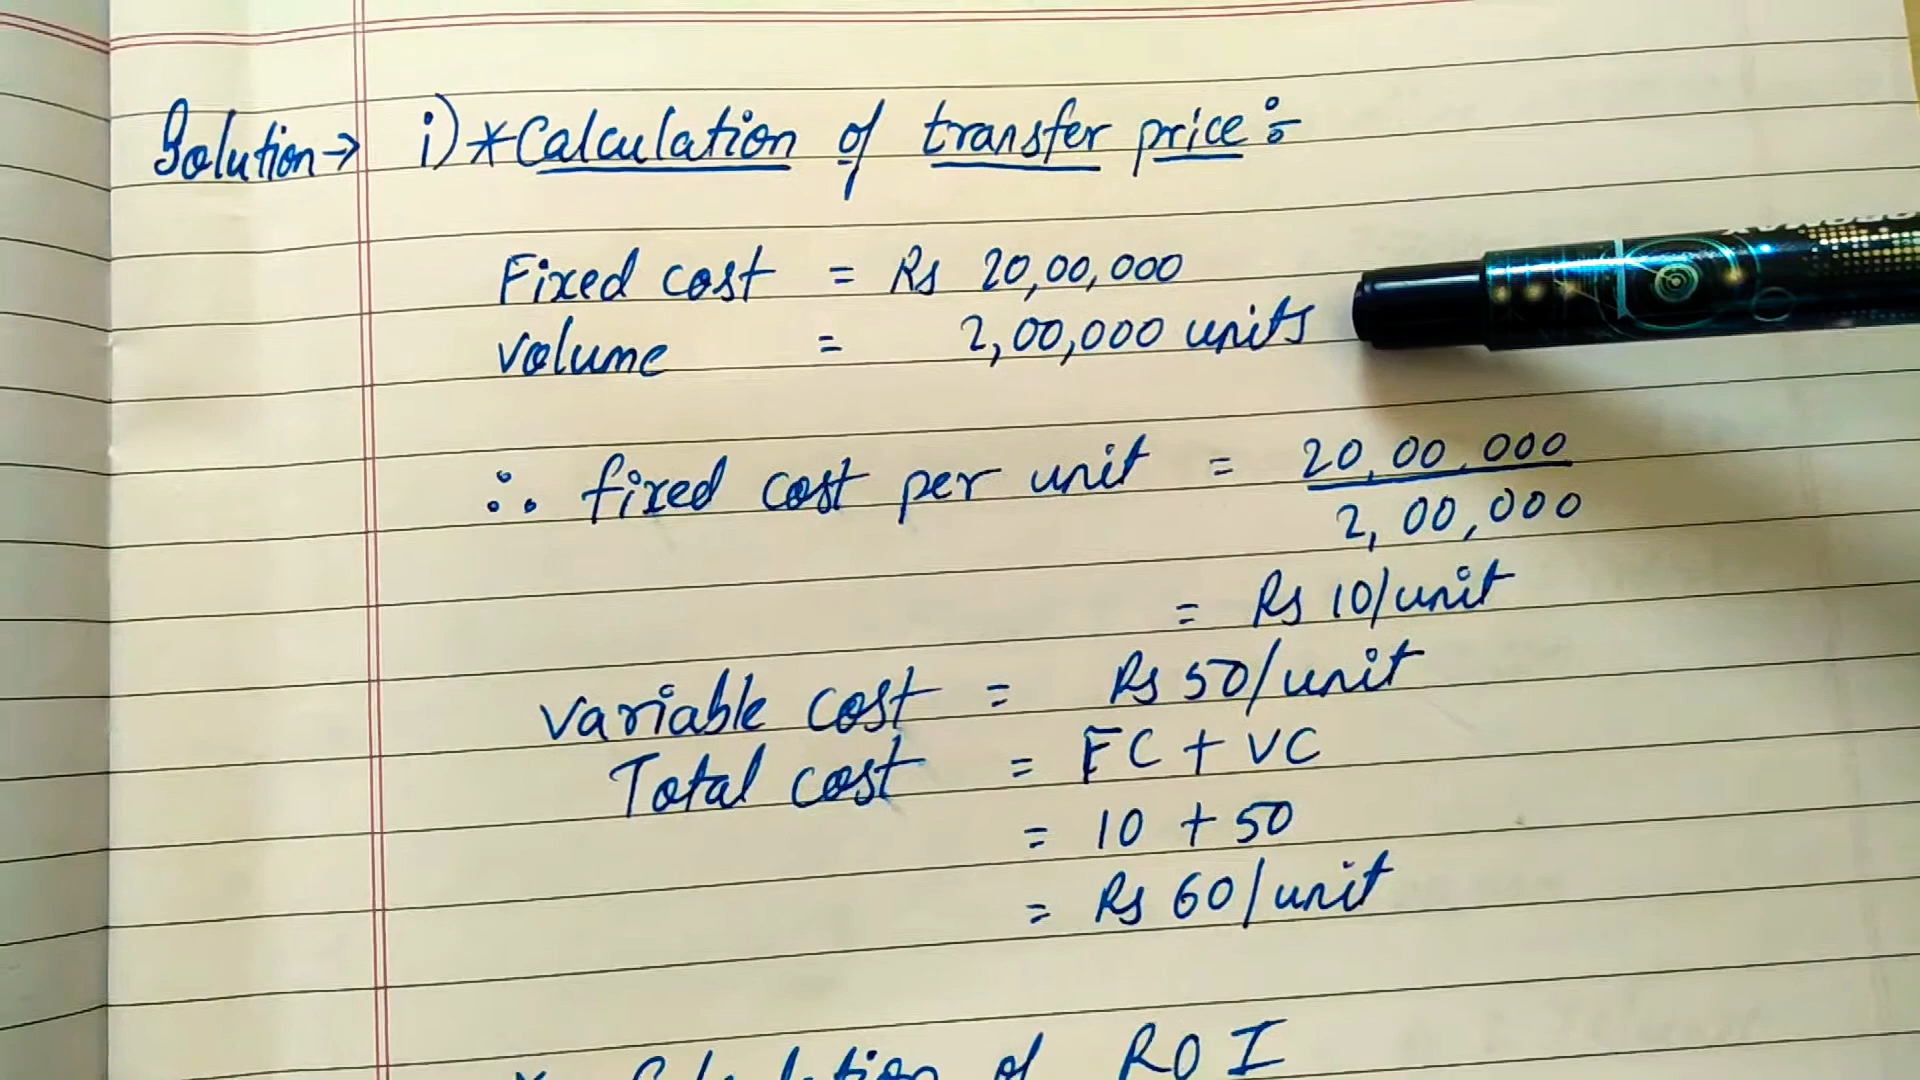 Solution→ i) * Calculation of transfer price :-
Fixed cost = Rs 20,00,000
Volume = 2,00,000 units
∴ fixed cost per unit = 20,00,000
2,00,000
= Rs 10/unit
Variable cost = Rs 50/unit
Total cost = FC + VC
= 10 + 50
= Rs 60/unit
of ROI